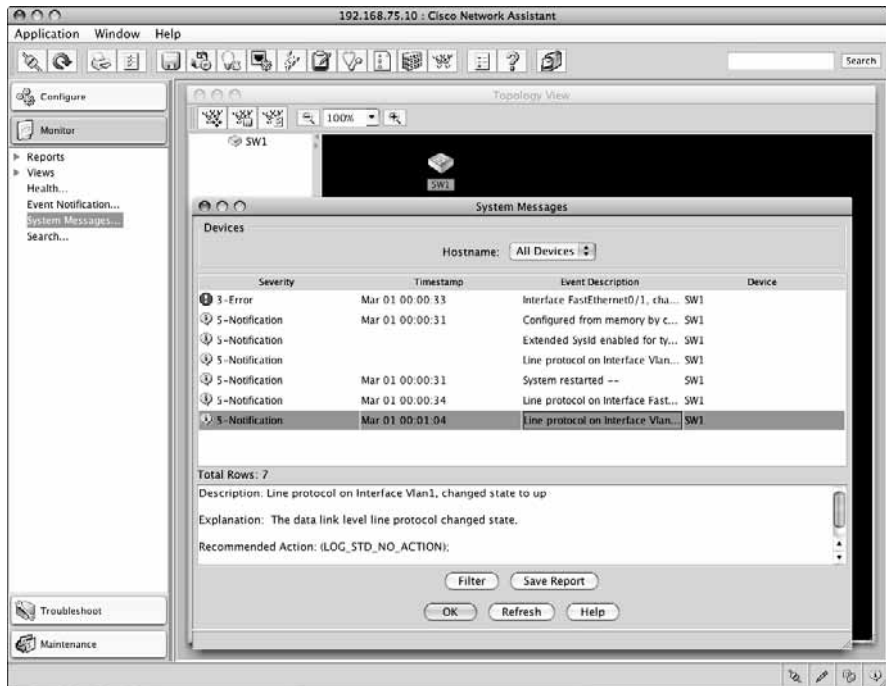 192.168.75.10 : Cisco Network Assistant
Application Window Help
Search
Configure
Monitor
Reports
Views
Health...
Event Notification...
System Messages...
Search...
Troubleshoot
Maintenance
Topology View
100%
SW1
SW1
System Messages
Devices
Hostname: All Devices
Severity Timestamp Event Description Device
3-Error Mar 01 00:00:33 Interface FastEthernet0/1, cha... SW1
5-Notification Mar 01 00:00:31 Configured from memory by c... SW1
5-Notification Extended SysId enabled for ty... SW1
5-Notification Line protocol on Interface Vlan... SW1
5-Notification Mar 01 00:00:31 System restarted -- SW1
5-Notification Mar 01 00:00:34 Line protocol on Interface Fast... SW1
5-Notification Mar 01 00:01:04 Line protocol on Interface Vlan... SW1
Total Rows: 7
Description: Line protocol on Interface Vlan1, changed state to up
Explanation: The data link level line protocol changed state.
Recommended Action: (LOG_STD_NO_ACTION);
Filter Save Report
OK Refresh Help